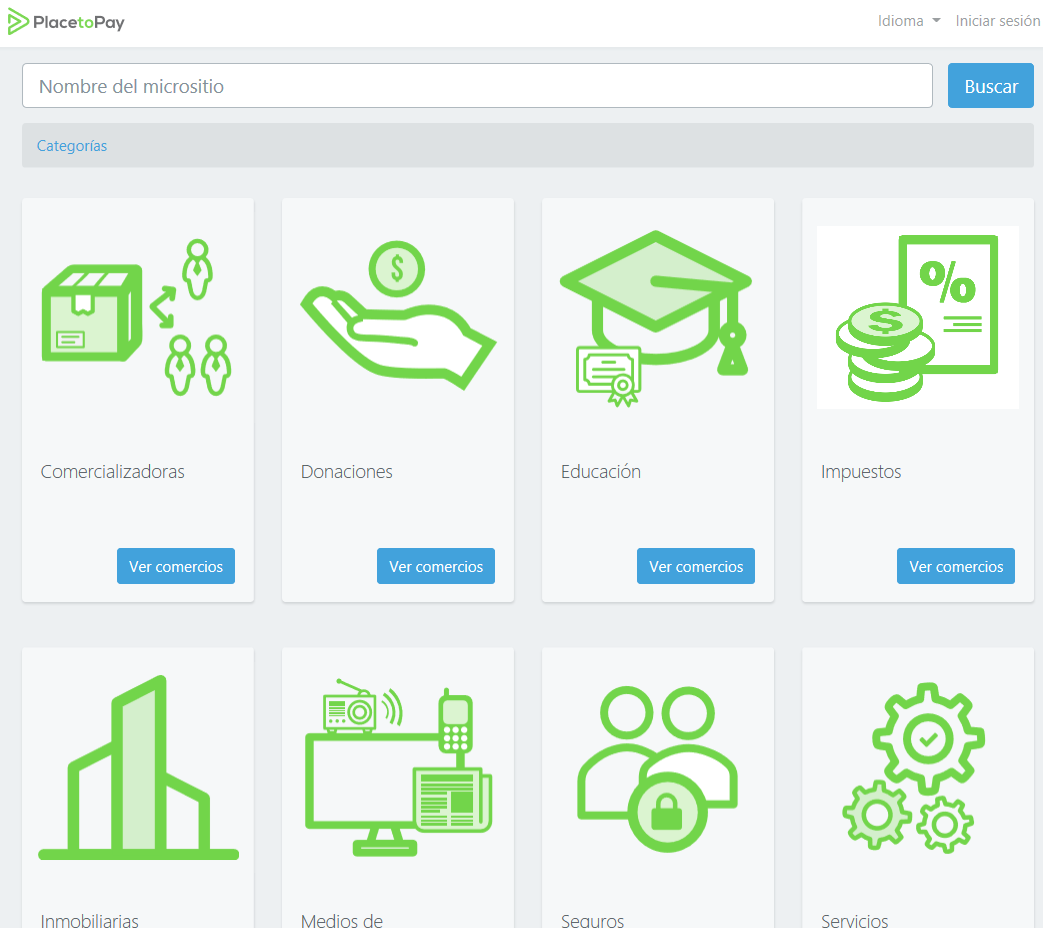 PlacetoPay
Idioma
Iniciar sesión
Nombre del micrositio
Buscar
Categorías
$
%
$
Comercializadoras
Donaciones
Educación
Impuestos
Ver comercios
Ver comercios
Ver comercios
Ver comercios
Inmobiliarias
Medios de
Seguros
Servicios